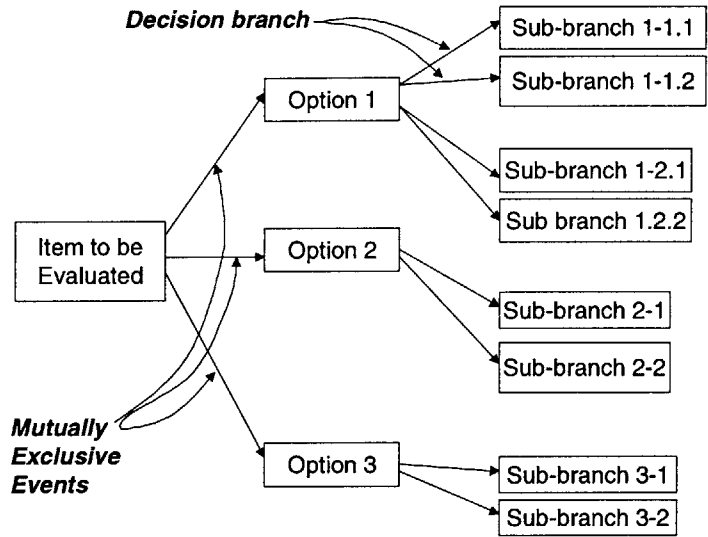 Decision branch
Sub-branch 1-1.1
Sub-branch 1-1.2
Option 1
Sub-branch 1-2.1
Sub branch 1.2.2
Item to be
Evaluated
Option 2
Sub-branch 2-1
Sub-branch 2-2
Mutually
Exclusive
Events
Option 3
Sub-branch 3-1
Sub-branch 3-2